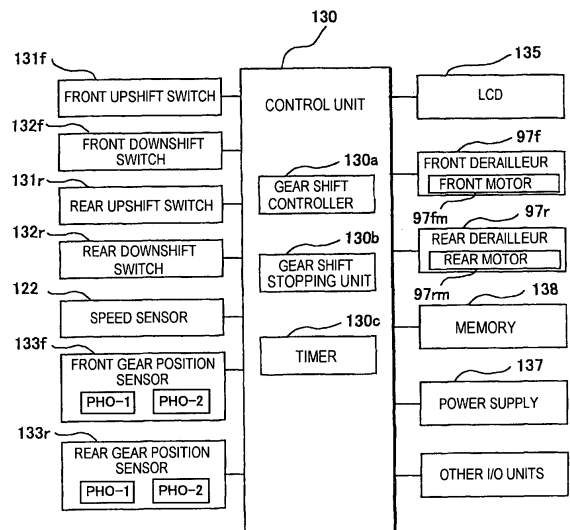 130
131f
FRONT UPSHIFT SWITCH
132f
FRONT DOWNSHIFT
SWITCH
131r
REAR UPSHIFT SWITCH
132r
REAR DOWNSHIFT
SWITCH
122
SPEED SENSOR
133f
FRONT GEAR POSITION
SENSOR
PHO-1 PHO-2
133r
REAR GEAR POSITION
SENSOR
PHO-1 PHO-2
CONTROL UNIT
130a
GEAR SHIFT
CONTROLLER
130b
GEAR SHIFT
STOPPING UNIT
130c
TIMER
135
LCD
97f
FRONT DERAILLEUR
FRONT MOTOR
97fm
97r
REAR DERAILLEUR
REAR MOTOR
97rm
138
MEMORY
137
POWER SUPPLY
OTHER I/O UNITS